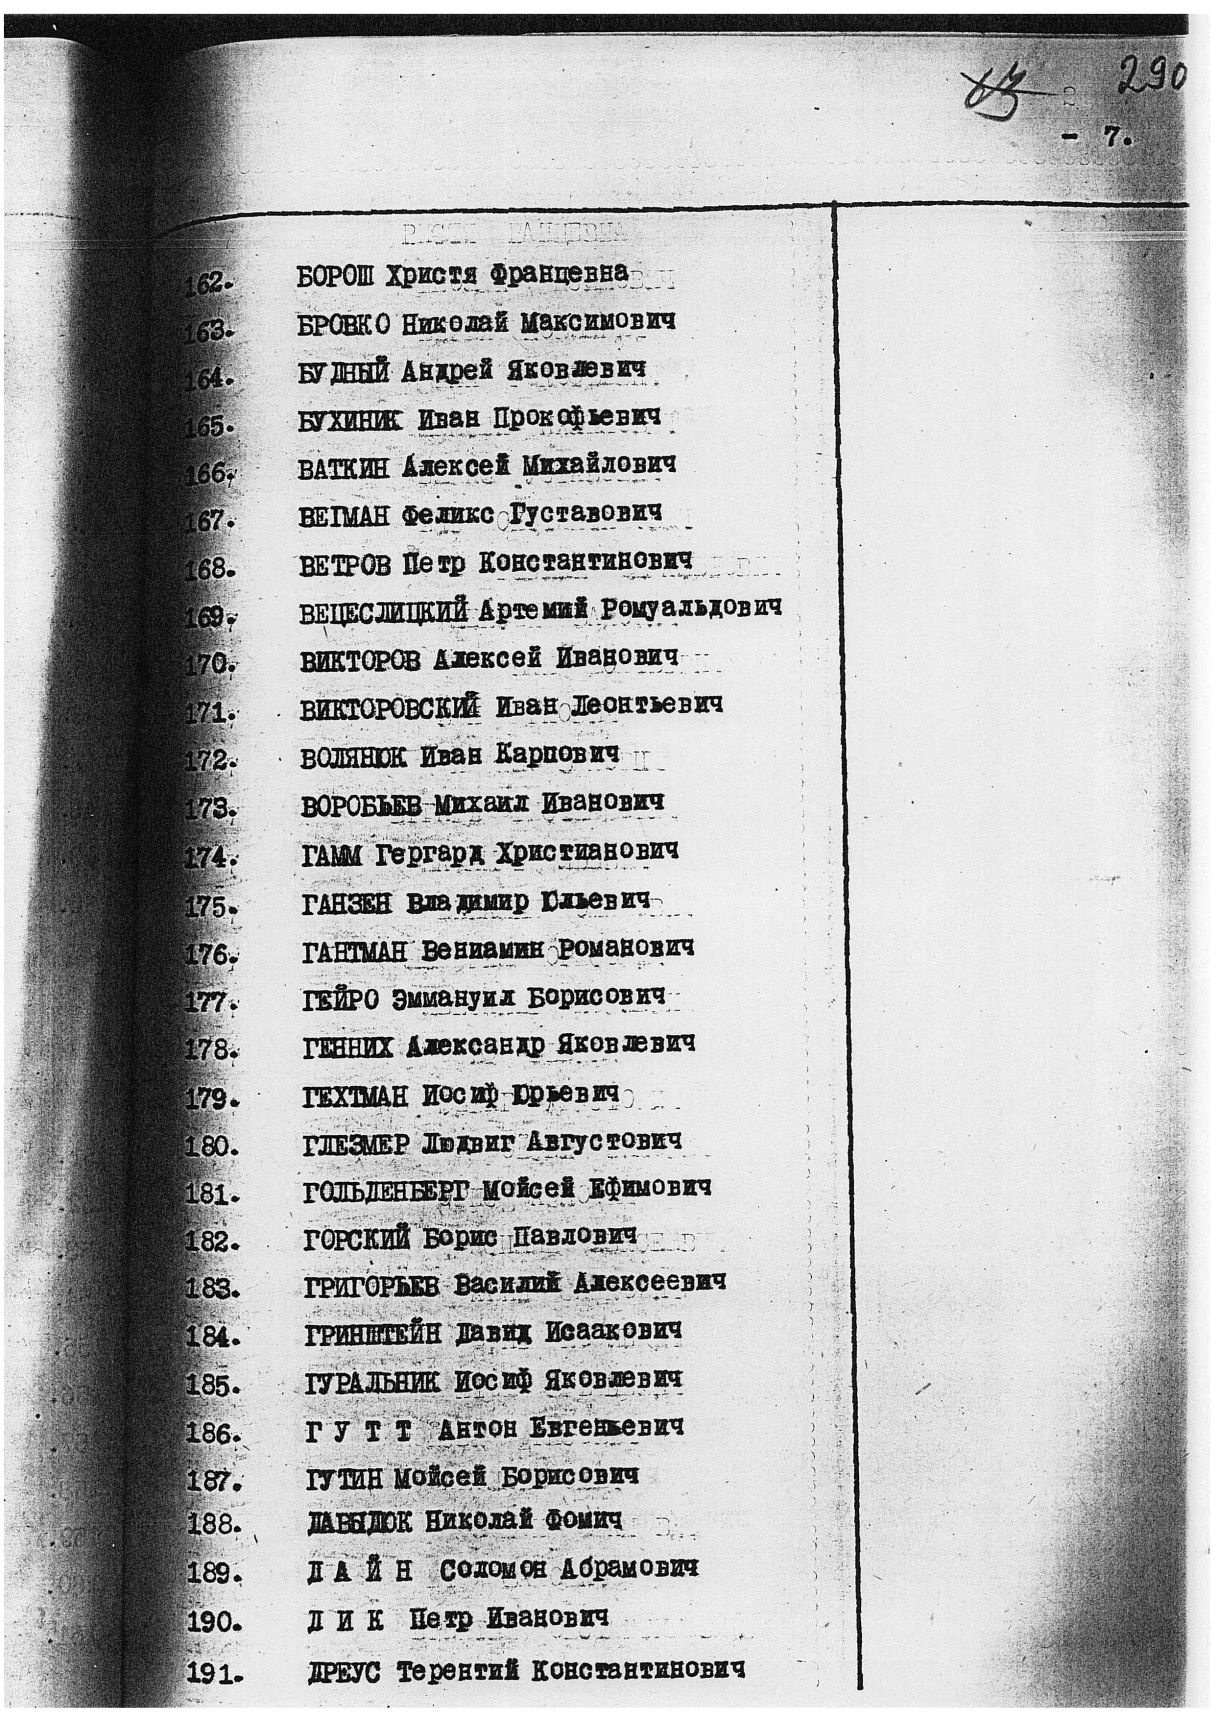 290
- 7.
162. БОРОШ Христя Францевна
163. БРОВКО Николай Максимович
164. БУДНЫЙ Андрей Яковлевич
165. БУХИНИК Иван Прокофьевич
166. ВАТКИН Алексей Михайлович
167. ВЕГМАН Феликс Густавович
168. ВЕТРОВ Петр Константинович
169. ВЕЦЕСЛИЦКИЙ Артемий Ромуальдович
170. ВИКТОРОВ Алексей Иванович
171. ВИКТОРОВСКИЙ Иван Леонтьевич
172. ВОЛЯНЮК Иван Карпович
173. ВОРОБЬЕВ Михаил Иванович
174. ГАММ Гергард Христианович
175. ГАНЗЕН Владимир Юльевич
176. ГАНТМАН Вениамин Романович
177. ГЕЙРО Эммануил Борисович
178. ГЕННИХ Александр Яковлевич
179. ГЕХТМАН Иосиф Юрьевич
180. ГЛЕЗМЕР Людвиг Августович
181. ГОЛЬДЕНБЕРГ Мойсей Ефимович
182. ГОРСКИЙ Борис Павлович
183. ГРИГОРЬЕВ Василий Алексеевич
184. ГРИНШТЕЙН Давид Исаакович
185. ГУРАЛЬНИК Иосиф Яковлевич
186. Г У Т Т Антон Евгеньевич
187. ГУТИН Мойсей Борисович
188. ДАВЫДЮК Николай Фомич
189. Д А Й Н Соломон Абрамович
190. Д И К Петр Иванович
191. ДРЕУС Терентий Константинович